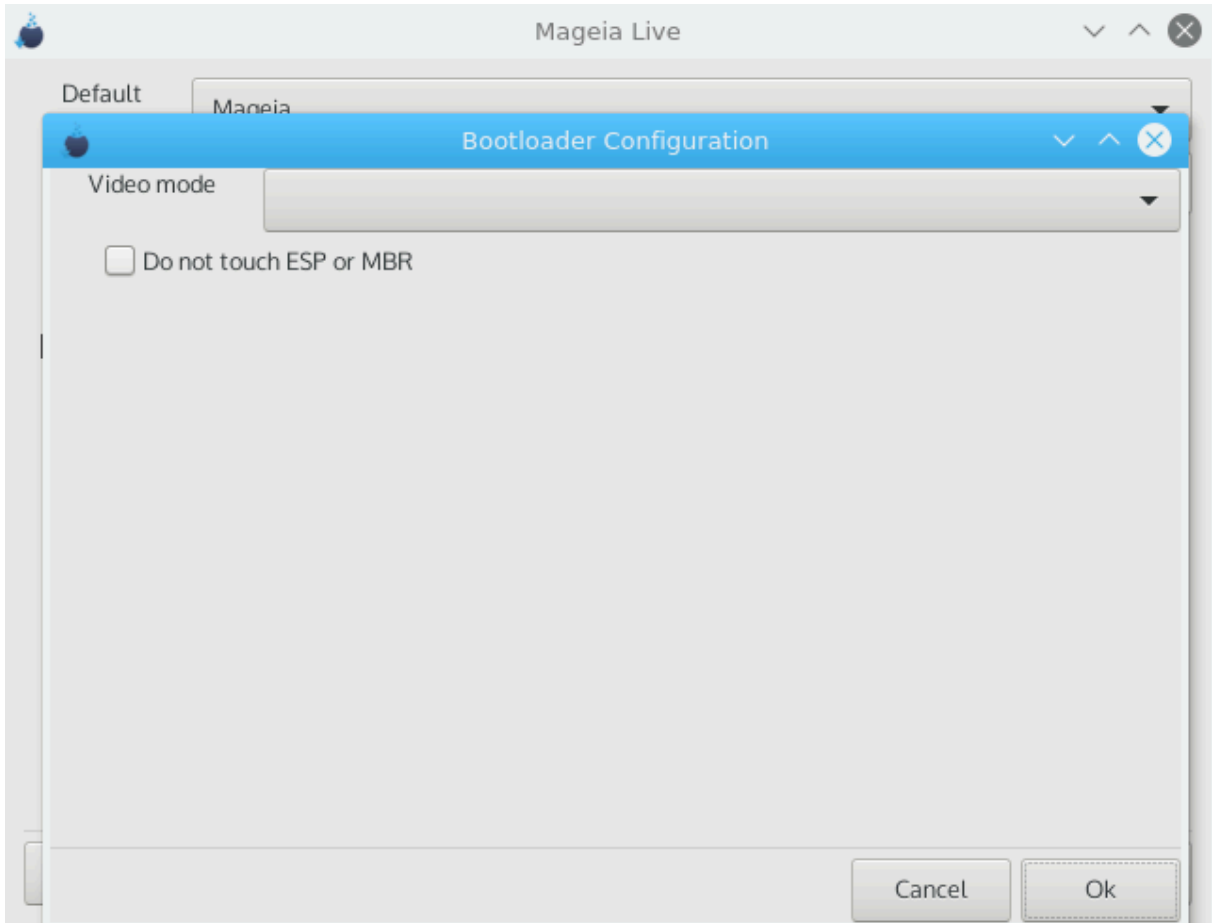 Mageia Live
Default
Mageia
Bootloader Configuration
Video mode
Do not touch ESP or MBR
Cancel
Ok